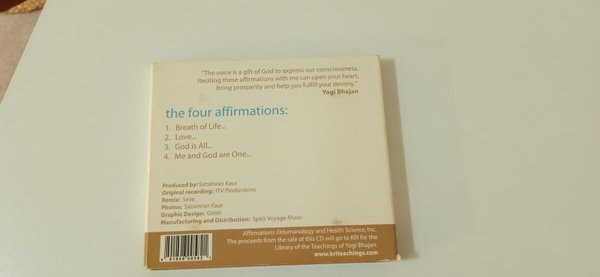 "The voice is a gift of God to express our consciousness.
Reciting these affirmations with me can open your heart,
bring prosperity and help you fulfill your destiny."
Yogi Bhajan
the four affirmations:
1. Breath of Life...
2. Love...
3. God is All...
4. Me and God are One...
Produced by: Satsimran Kaur
Original recording: ITV Productions
Remix: Seva
Photos: Satsimran Kaur
Graphic Design: Girish
Manufacturing and Distribution: Spirit Voyage Music
Affirmations ©Humanology and Health Science, Inc.
The proceeds from the sale of this CD will go to KRI for the
Library of the Teachings of Yogi Bhajan.
www.kriteachings.com